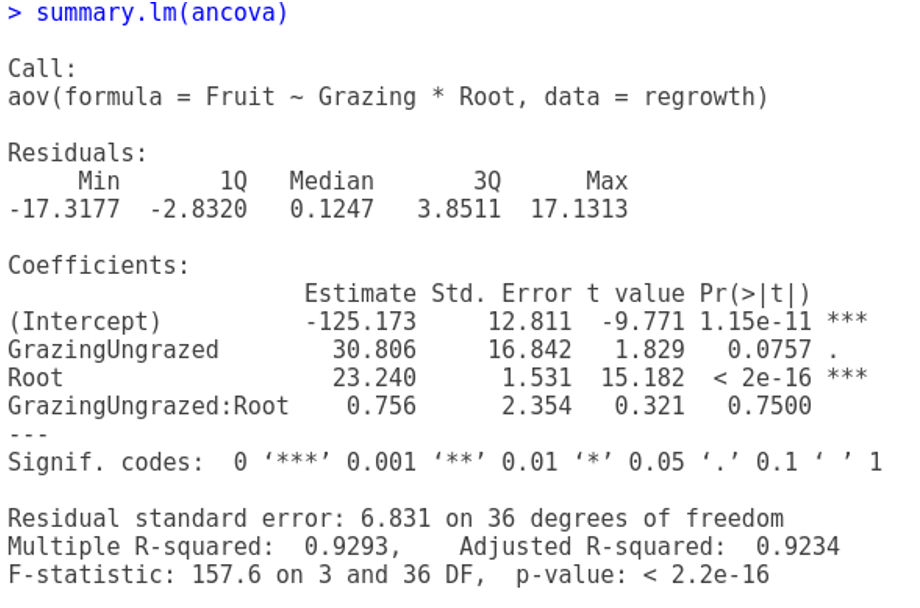 > summary.lm(ancova)
Call:
aov(formula = Fruit ~ Grazing * Root, data = regrowth)
Residuals:
     Min       1Q   Median       3Q      Max
-17.3177  -2.8320   0.1247   3.8511  17.1313
Coefficients:
                     Estimate Std. Error t value Pr(>|t|)
(Intercept)          -125.173     12.811  -9.771 1.15e-11 ***
GrazingUngrazed        30.806     16.842   1.829   0.0757 .
Root                   23.240      1.531  15.182  < 2e-16 ***
GrazingUngrazed:Root    0.756      2.354   0.321   0.7500
---
Signif. codes:  0 ‘***’ 0.001 ‘**’ 0.01 ‘*’ 0.05 ‘.’ 0.1 ‘ ’ 1
Residual standard error: 6.831 on 36 degrees of freedom
Multiple R-squared:  0.9293,    Adjusted R-squared:  0.9234
F-statistic: 157.6 on 3 and 36 DF,  p-value: < 2.2e-16